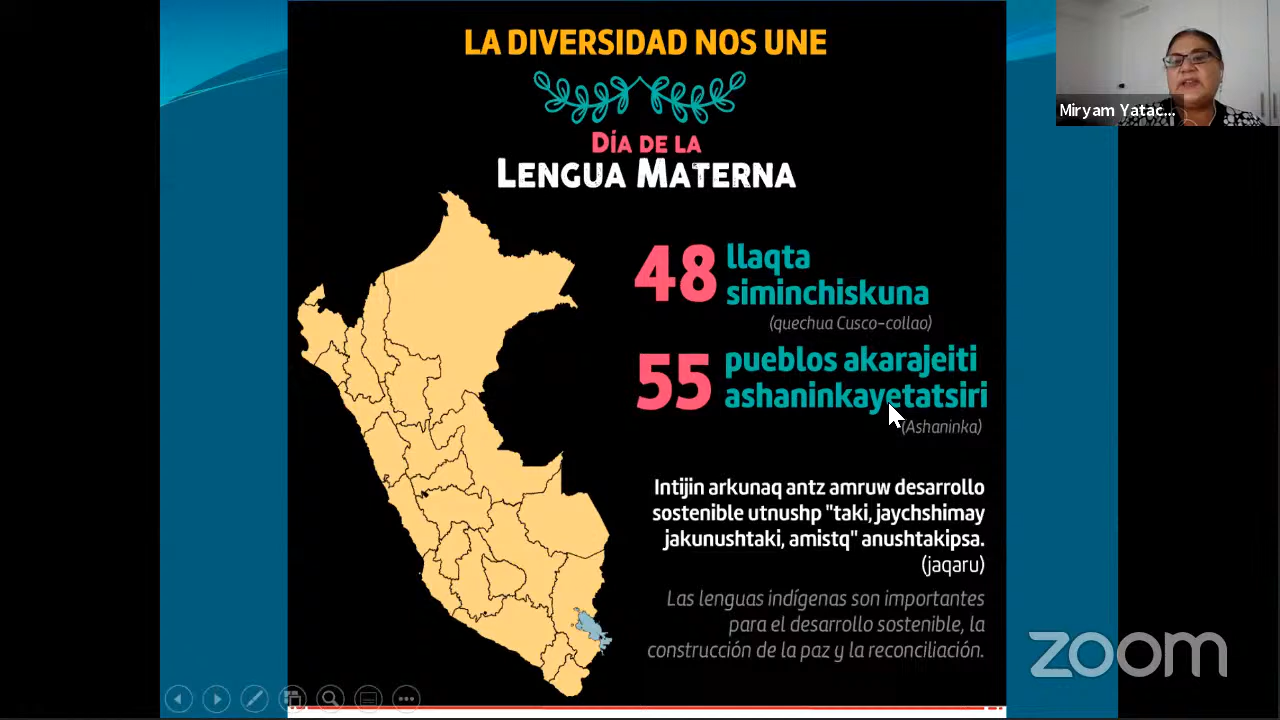 LA DIVERSIDAD NOS UNE
DÍA DE LA
LENGUA MATERNA
48 llaqta
siminchiskuna
(quechua Cusco-collao)
55 pueblos akarajeiti
ashaninkayetatsiri
(Ashaninka)
Intijin arkunaq antz amruw desarrollo
sostenible utnushp "taki, jaychshimay
jakunushtaki, amistq" anushtakipsa.
(jaqaru)
Las lenguas indígenas son importantes
para el desarrollo sostenible, la
construcción de la paz y la reconciliación.
Miryam Yatac...
zoom